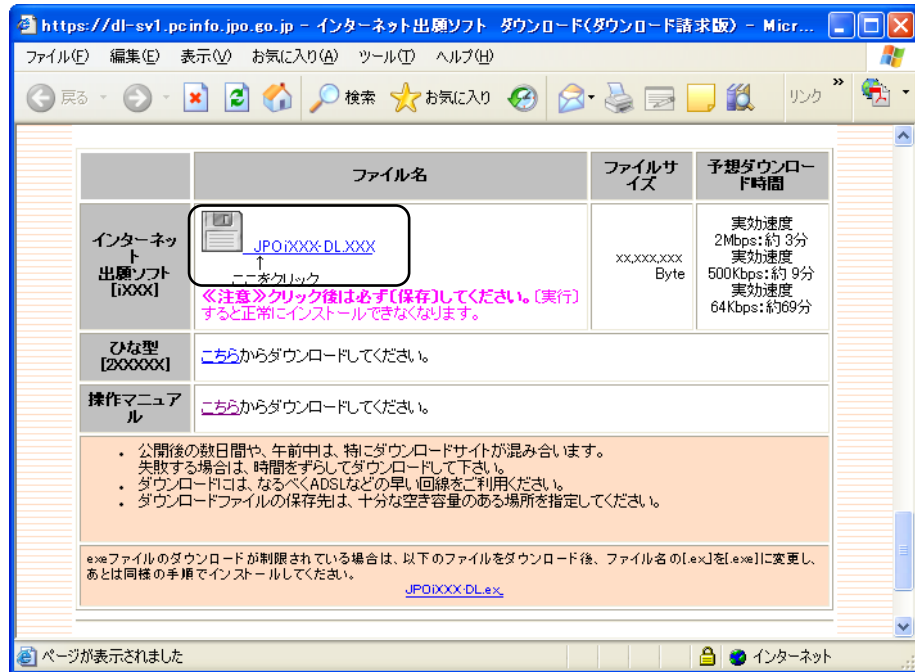 https://dl-sv1.pcinfo.jpo.go.jp - インターネット出願ソフト ダウンロード(ダウンロード請求版) - Micr...
ファイル(F) 編集(E) 表示(V) お気に入り(A) ツール(T) ヘルプ(H)
戻る 検索 お気に入り リンク »
ファイル名 ファイルサ
イズ 予想ダウンロー
ド時間
インターネッ
ト
出願ソフト
[iXXX]
JPOiXXX-DL.XXX
↑
ここをクリック
≪注意≫クリック後は必ず〔保存〕してください。〔実行〕
すると正常にインストールできなくなります。
xx,xxx,xxx
Byte
実効速度
2Mbps:約 3分
実効速度
500Kbps:約 9分
実効速度
64Kbps:約69分
ひな型
[2XXXXX]
こちらからダウンロードしてください。
操作マニュア
ル
こちらからダウンロードしてください。
• 公開後の数日間や、午前中は、特にダウンロードサイトが混み合います。
失敗する場合は、時間をずらしてダウンロードして下さい。
• ダウンロードには、なるべくADSLなどの早い回線をご利用ください。
• ダウンロードファイルの保存先は、十分な空き容量のある場所を指定してください。
exeファイルのダウンロードが制限されている場合は、以下のファイルをダウンロード後、ファイル名の[.ex]を[.exe]に変更し、
あとは同様の手順でインストールしてください。
JPOiXXX-DL.ex_
ページが表示されました インターネット